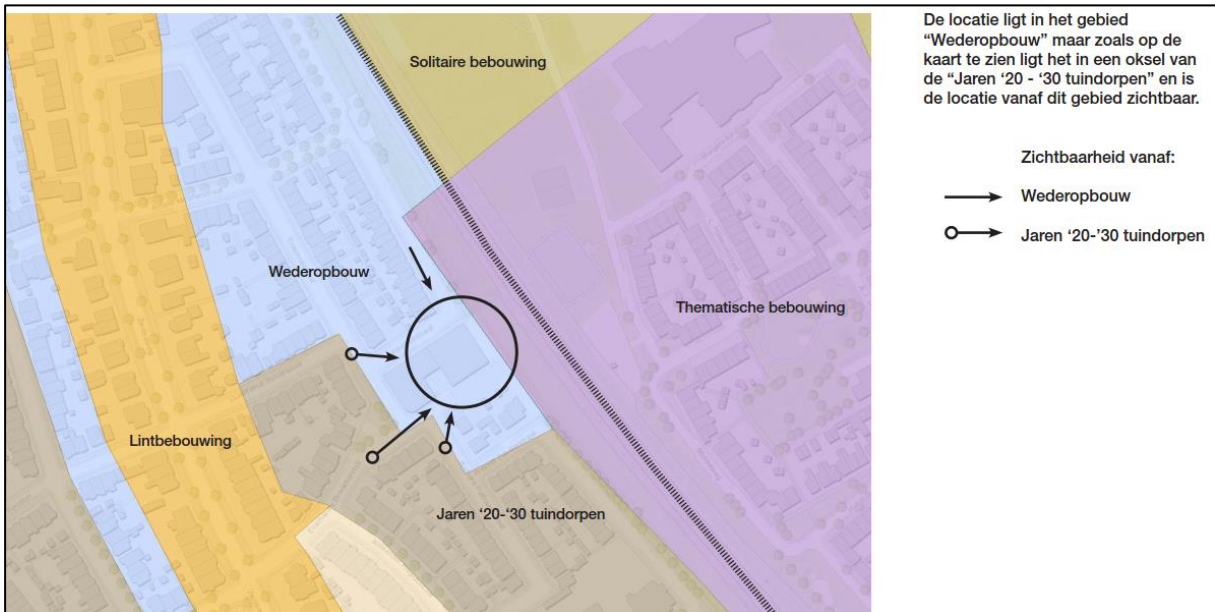 De locatie ligt in het gebied
“Wederopbouw” maar zoals op de
kaart te zien ligt het in een oksel van
de “Jaren ‘20 - ‘30 tuindorpen” en is
de locatie vanaf dit gebied zichtbaar.
Zichtbaarheid vanaf:
Wederopbouw
Jaren ‘20-’30 tuindorpen
Solitaire bebouwing
Wederopbouw
Thematische bebouwing
Lintbebouwing
Jaren ‘20-‘30 tuindorpen